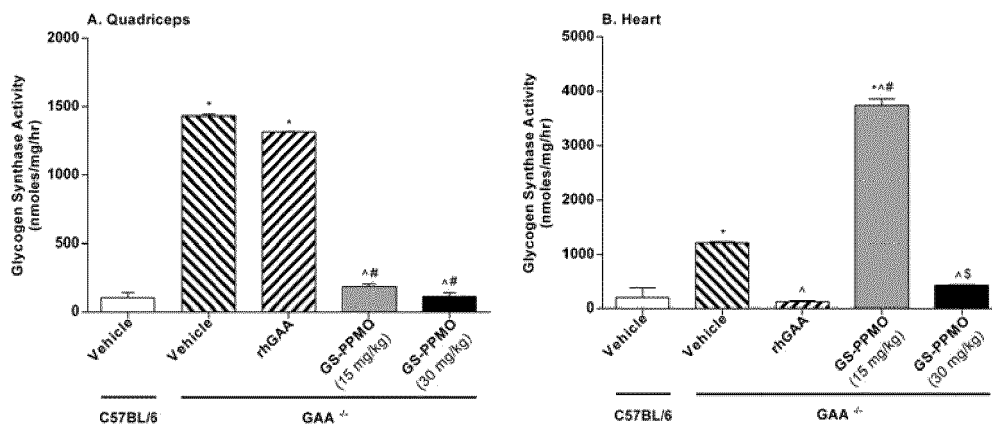 A. Quadriceps
Glycogen Synthase Activity
(nmoles/mg/hr)
2000
1500
1000
500
0
*
*
^#
^#
Vehicle
Vehicle
rhGAA
GS-PPMO
(15 mg/kg)
GS-PPMO
(30 mg/kg)
C57BL/6
GAA -/-
B. Heart
Glycogen Synthase Activity
(nmoles/mg/hr)
5000
4000
3000
2000
1000
0
*
^
*^#
^$
Vehicle
Vehicle
rhGAA
GS-PPMO
(15 mg/kg)
GS-PPMO
(30 mg/kg)
C57BL/6
GAA -/-